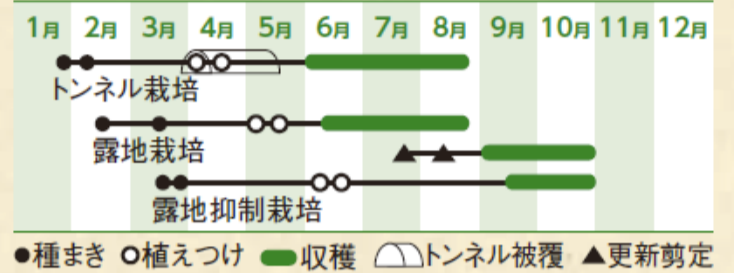 1月 2月 3月 4月 5月 6月 7月 8月 9月 10月 11月 12月
トンネル栽培
露地栽培
露地抑制栽培
●種まき ○植えつけ 収穫 トンネル被覆 ▲更新剪定